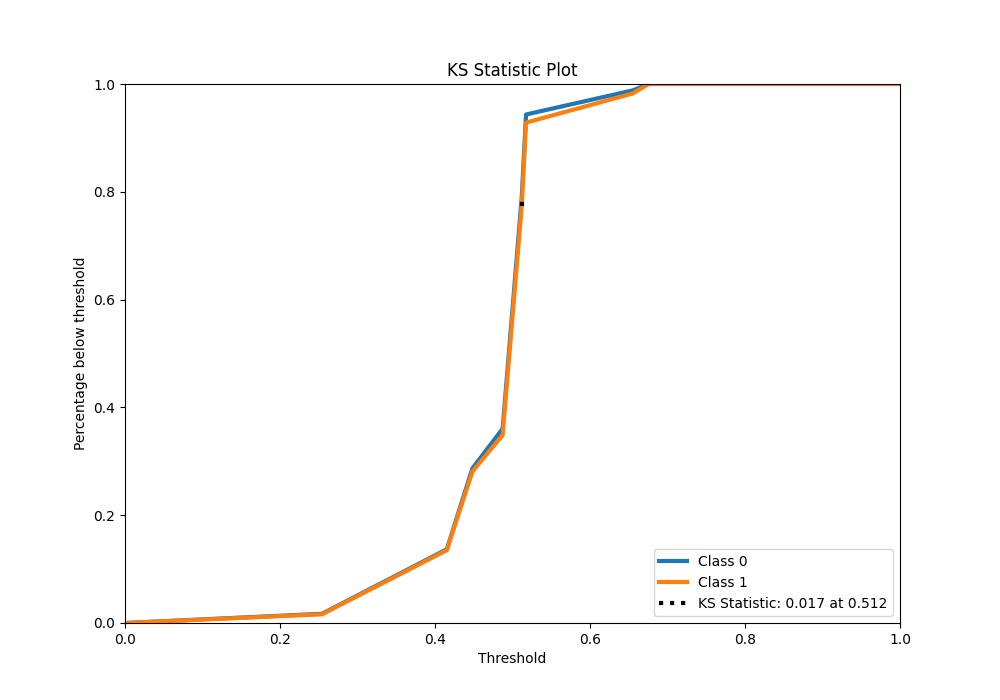 KS Statistic Plot
1.0
0.8
0.6
0.4
0.2
0.0
Percentage below threshold
0.0 0.2 0.4 0.6 0.8 1.0
Threshold
Class 0
Class 1
KS Statistic: 0.017 at 0.512